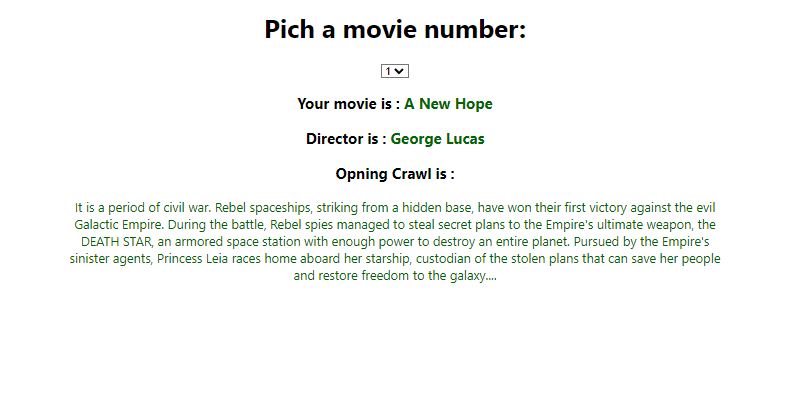 Pich a movie number:
1
Your movie is : A New Hope
Director is : George Lucas
Opning Crawl is :
It is a period of civil war. Rebel spaceships, striking from a hidden base, have won their first victory against the evil
Galactic Empire. During the battle, Rebel spies managed to steal secret plans to the Empire's ultimate weapon, the
DEATH STAR, an armored space station with enough power to destroy an entire planet. Pursued by the Empire's
sinister agents, Princess Leia races home aboard her starship, custodian of the stolen plans that can save her people
and restore freedom to the galaxy....